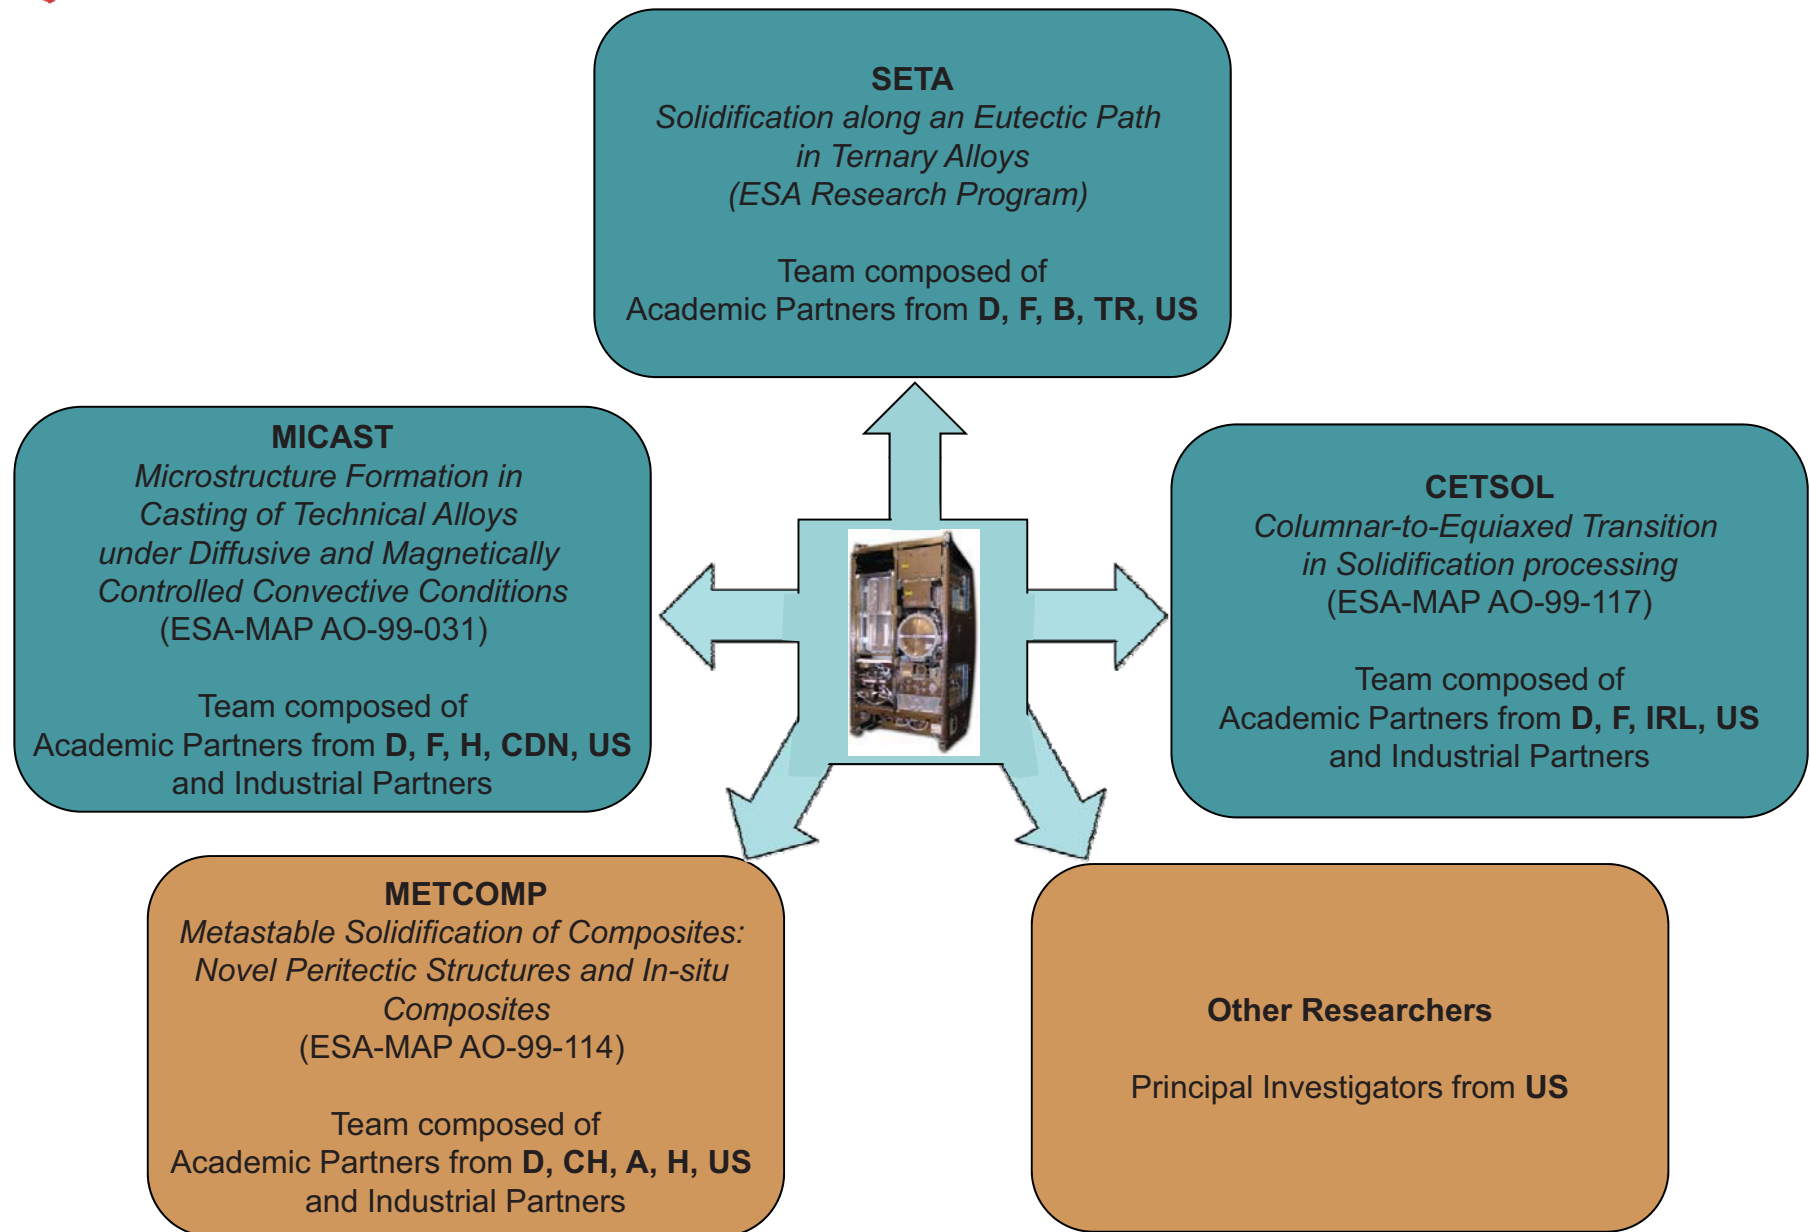 SETA
Solidification along an Eutectic Path
in Ternary Alloys
(ESA Research Program)
Team composed of
Academic Partners from D, F, B, TR, US
MICAST
Microstructure Formation in
Casting of Technical Alloys
under Diffusive and Magnetically
Controlled Convective Conditions
(ESA-MAP AO-99-031)
Team composed of
Academic Partners from D, F, H, CDN, US
and Industrial Partners
CETSOL
Columnar-to-Equiaxed Transition
in Solidification processing
(ESA-MAP AO-99-117)
Team composed of
Academic Partners from D, F, IRL, US
and Industrial Partners
METCOMP
Metastable Solidification of Composites:
Novel Peritectic Structures and In-situ
Composites
(ESA-MAP AO-99-114)
Team composed of
Academic Partners from D, CH, A, H, US
and Industrial Partners
Other Researchers
Principal Investigators from US